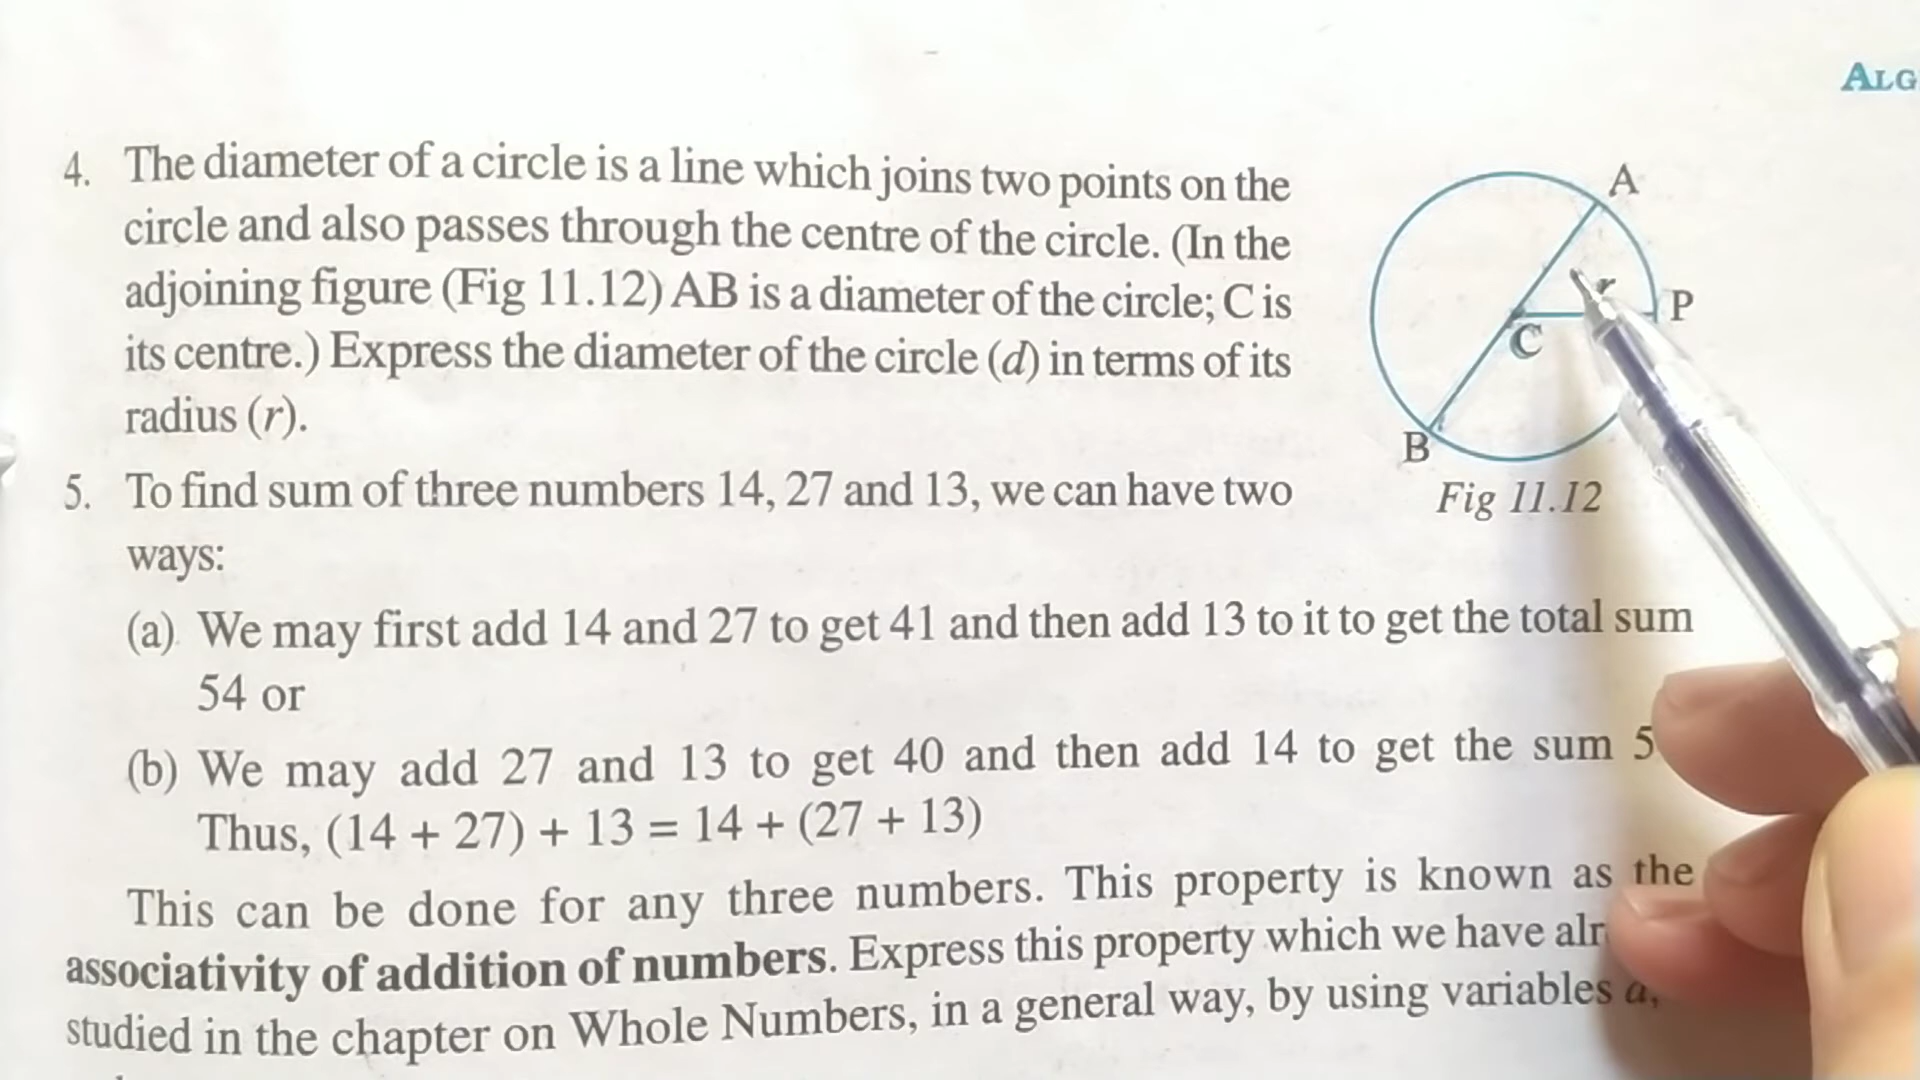 ALG
4. The diameter of a circle is a line which joins two points on the
circle and also passes through the centre of the circle. (In the
adjoining figure (Fig 11.12) AB is a diameter of the circle; C is
its centre.) Express the diameter of the circle (d) in terms of its
radius (r).
A
r
P
C
B
Fig 11.12
5. To find sum of three numbers 14, 27 and 13, we can have two
ways:
(a) We may first add 14 and 27 to get 41 and then add 13 to it to get the total sum
54 or
(b) We may add 27 and 13 to get 40 and then add 14 to get the sum 5
Thus, (14 + 27) + 13 = 14 + (27 + 13)
This can be done for any three numbers. This property is known as the
associativity of addition of numbers. Express this property which we have alr
studied in the chapter on Whole Numbers, in a general way, by using variables a,